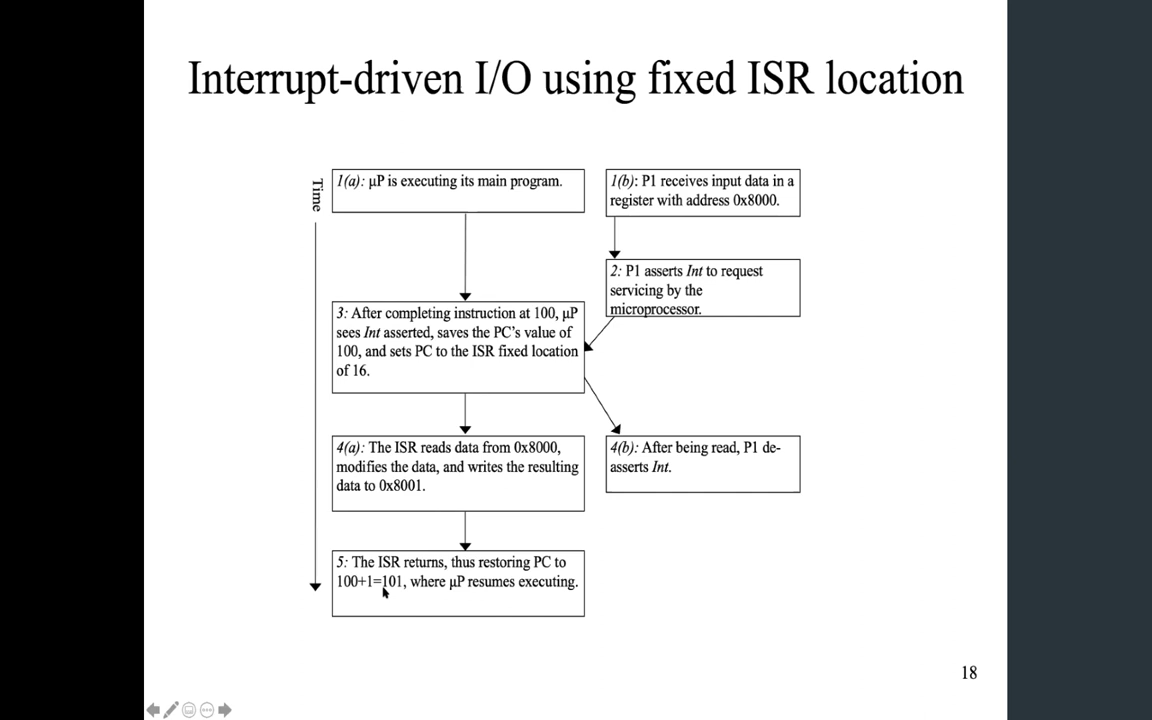 Interrupt-driven I/O using fixed ISR location
Time
1(a): μP is executing its main program.
1(b): P1 receives input data in a
register with address 0x8000.
2: P1 asserts Int to request
servicing by the
microprocessor.
3: After completing instruction at 100, μP
sees Int asserted, saves the PC's value of
100, and sets PC to the ISR fixed location
of 16.
4(a): The ISR reads data from 0x8000,
modifies the data, and writes the resulting
data to 0x8001.
4(b): After being read, P1 de-
asserts Int.
5: The ISR returns, thus restoring PC to
100+1=101, where μP resumes executing.
18